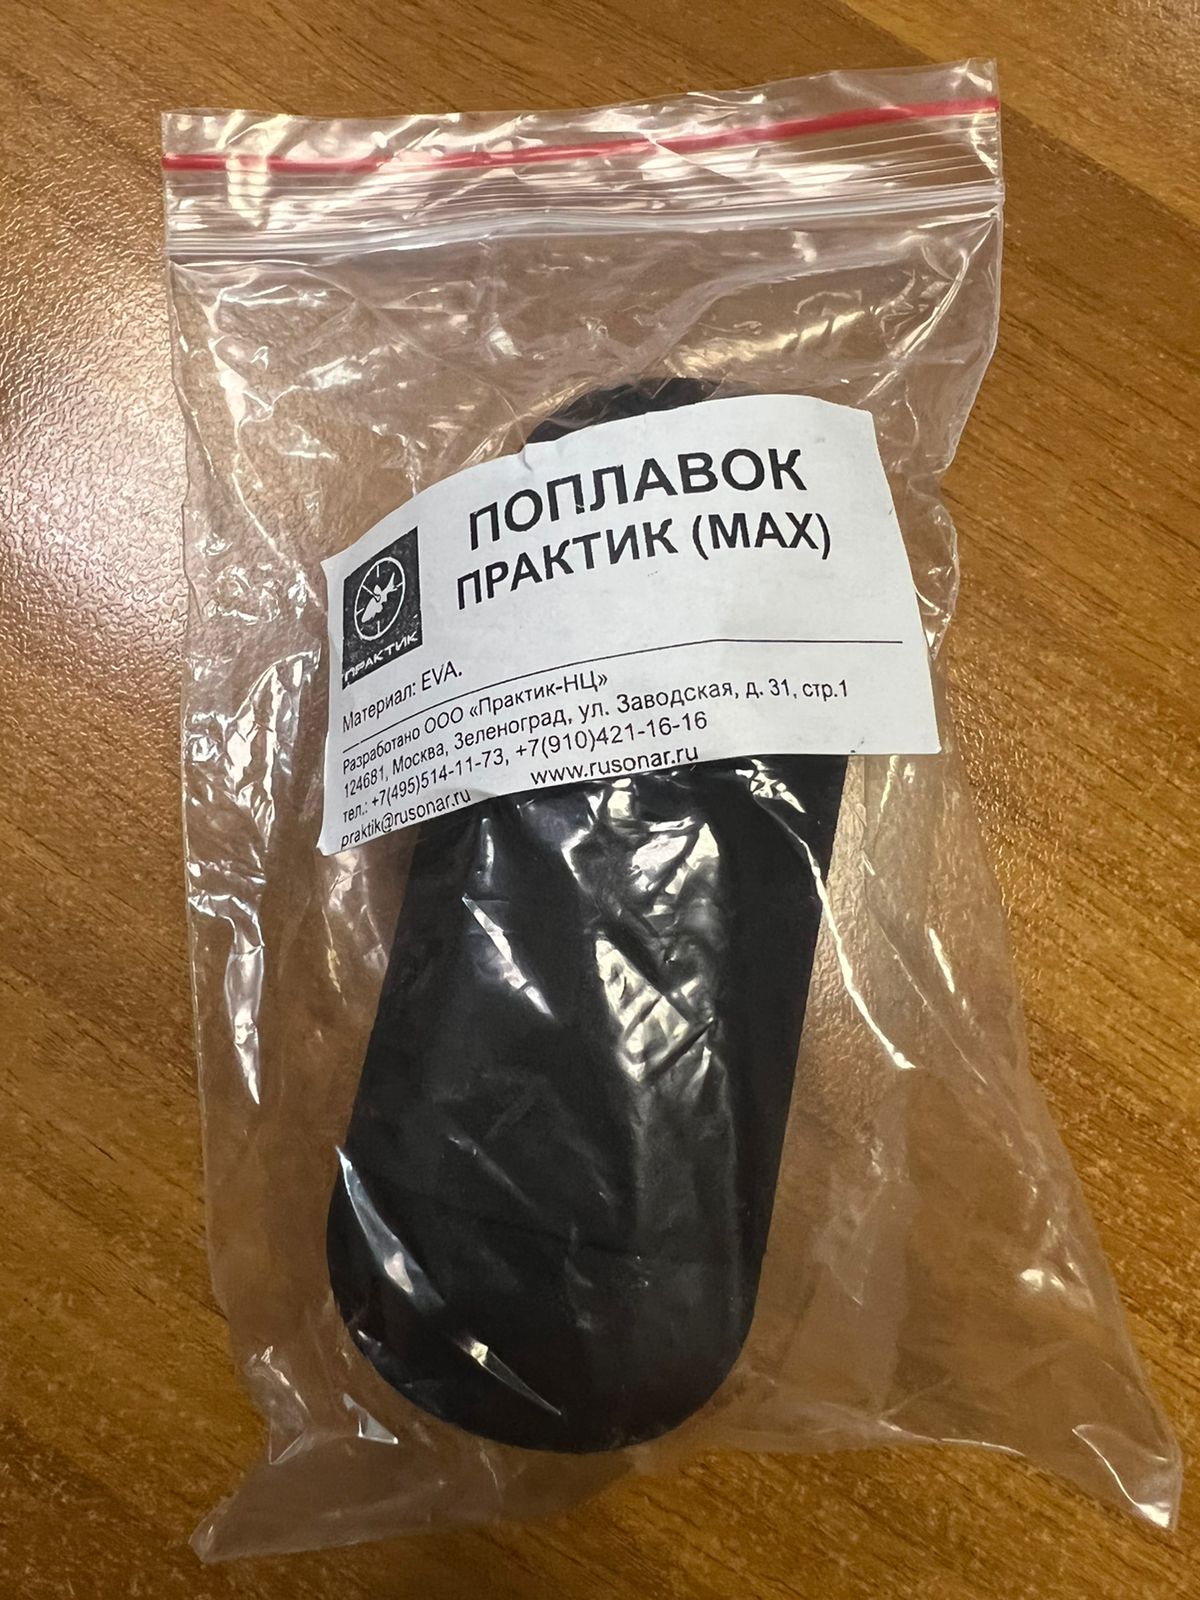 ПОПЛАВОК
ПРАКТИК (MAX)
ПРАКТИК
Материал: EVA.
Разработано ООО «Практик-НЦ»
124681, Москва, Зеленоград, ул. Заводская, д. 31, стр.1
тел.: +7(495)514-11-73, +7(910)421-16-16
praktik@rusonar.ru www.rusonar.ru